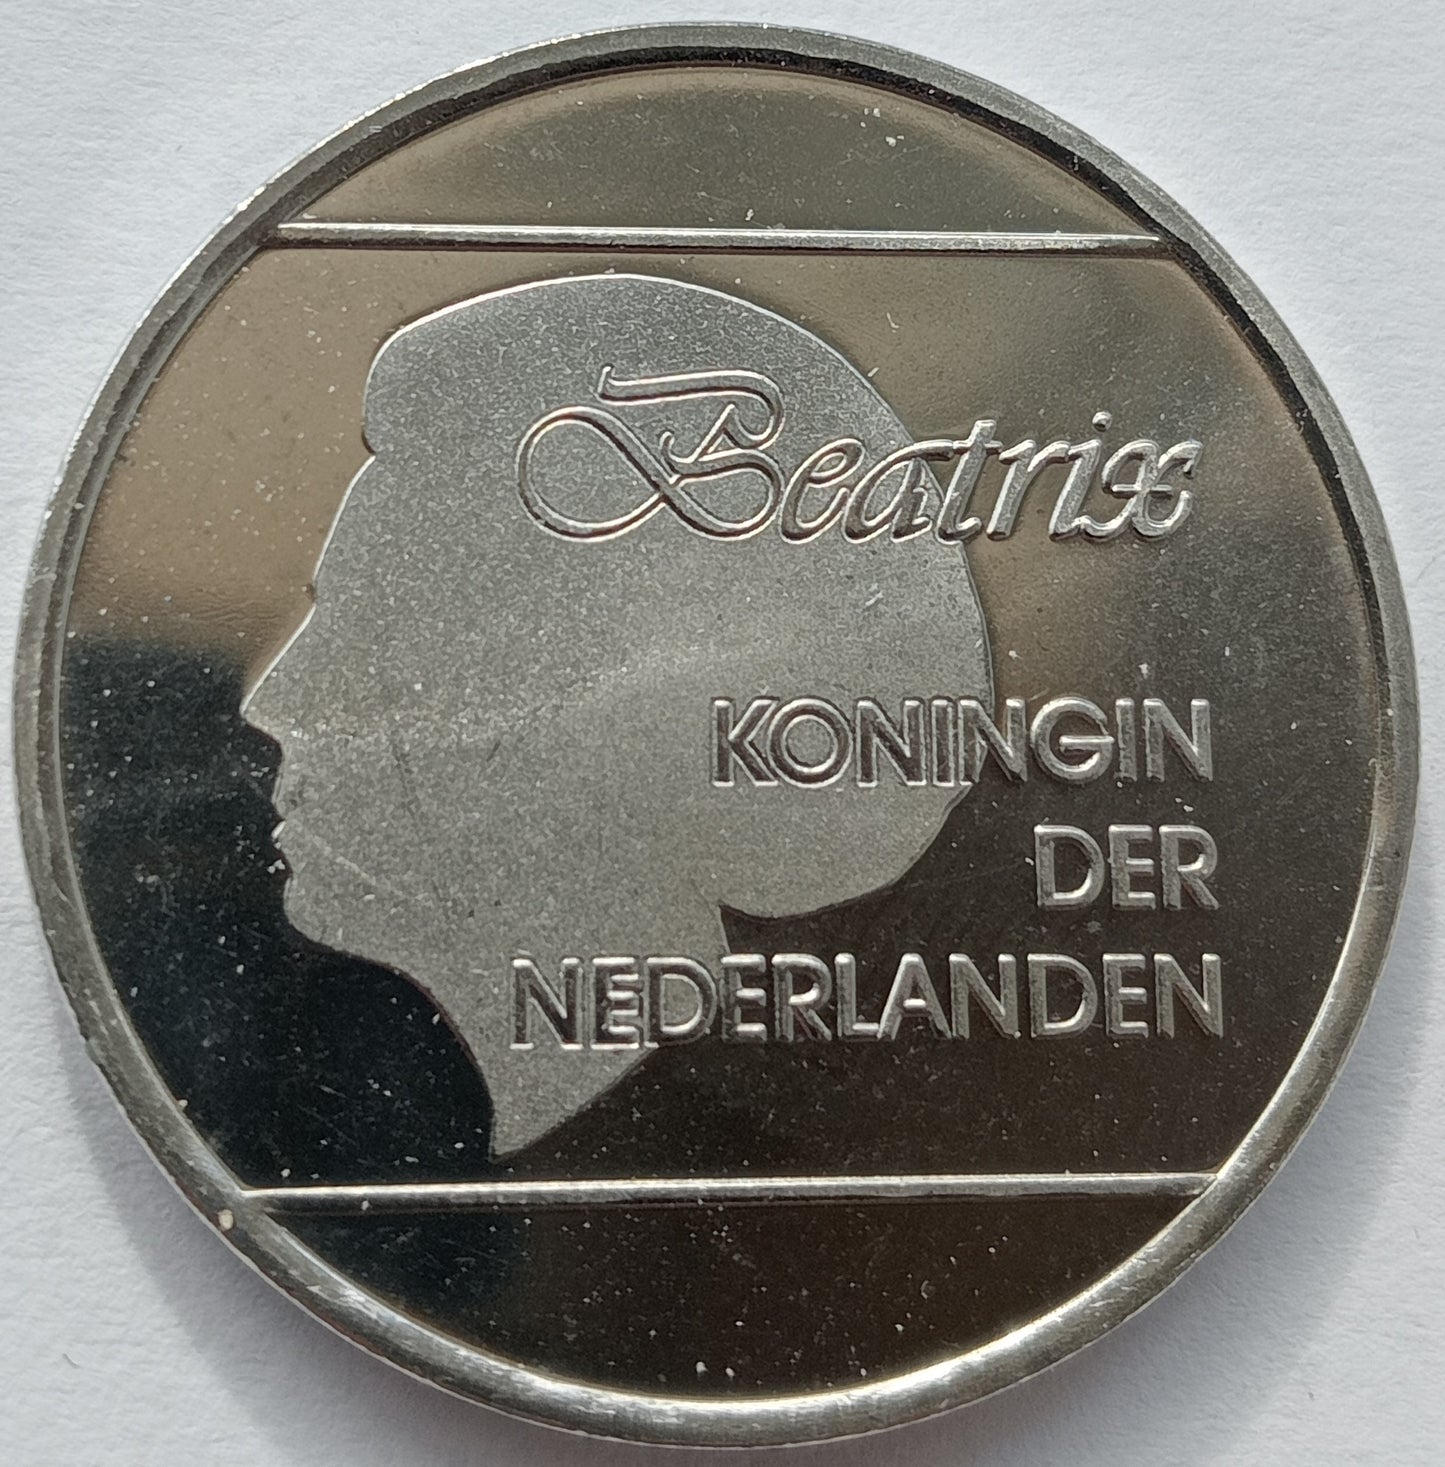 Beatrix
KONINGIN
DER
NEDERLANDEN